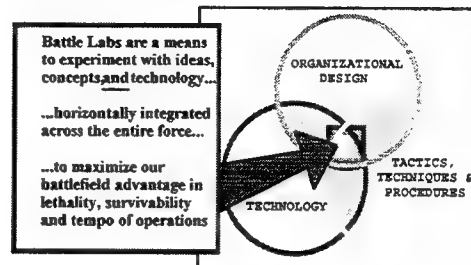 Battle Labs are a means
to experiment with ideas,
concepts,and technology...
...horizontally integrated
across the entire force...
...to maximize our
battlefield advantage in
lethality, survivability
and tempo of operations
ORGANIZATIONAL
DESIGN
TACTICS,
TECHNIQUES &
PROCEDURES
TECHNOLOGY